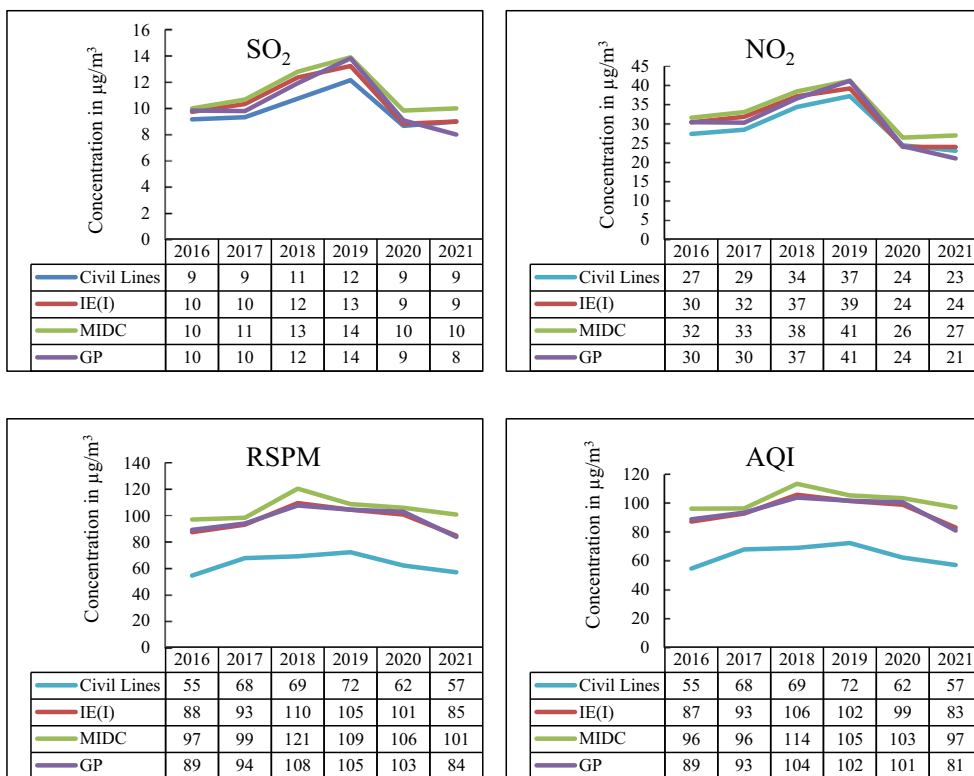 SO₂
Concentration in µg/m³
16
14
12
10
8
6
4
2
0
2016 2017 2018 2019 2020 2021
Civil Lines 9 9 11 12 9 9
IE(I) 10 10 12 13 9 9
MIDC 10 11 13 14 10 10
GP 10 10 12 14 9 8
NO₂
Concentration in µg/m³
45
40
35
30
25
20
15
10
5
0
2016 2017 2018 2019 2020 2021
Civil Lines 27 29 34 37 24 23
IE(I) 30 32 37 39 24 24
MIDC 32 33 38 41 26 27
GP 30 30 37 41 24 21
RSPM
Concentration in µg/m³
140
120
100
80
60
40
20
0
2016 2017 2018 2019 2020 2021
Civil Lines 55 68 69 72 62 57
IE(I) 88 93 110 105 101 85
MIDC 97 99 121 109 106 101
GP 89 94 108 105 103 84
AQI
Concentration in µg/m³
120
100
80
60
40
20
0
2016 2017 2018 2019 2020 2021
Civil Lines 55 68 69 72 62 57
IE(I) 87 93 106 102 99 83
MIDC 96 96 114 105 103 97
GP 89 93 104 102 101 81